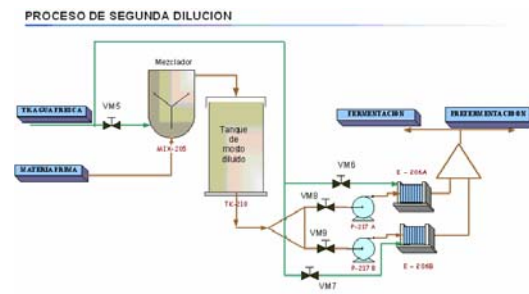 PROCESO DE SEGUNDA DILUCION
Mezclador
VM5
TK AGUA FRESCA
MIX-205
MATERIA PRIMA
Tanque
de
mosto
diluido
TK-210
FERMENTACION
PREFERMENTACION
VM6
E - 206A
VM8
P-217 A
VM9
P-217 B
E - 206B
VM7